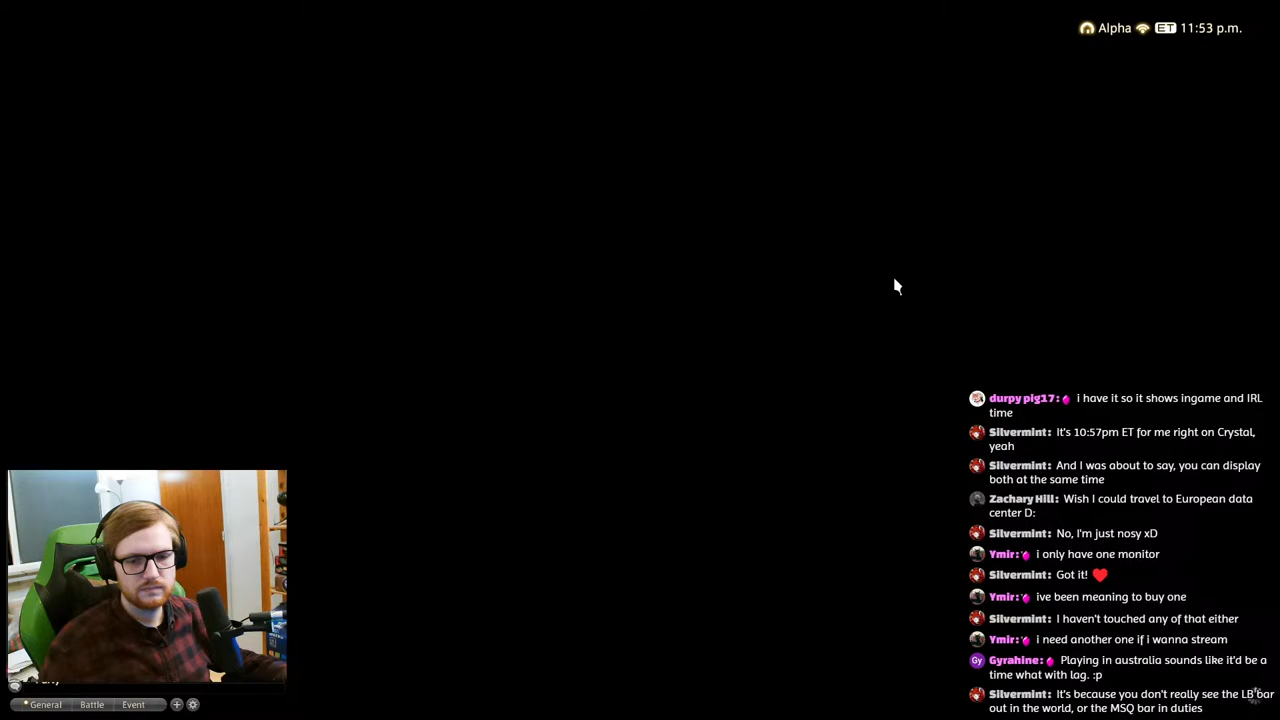 Alpha ET 11:53 p.m.
durpy pig17: i have it so it shows ingame and IRL
time
Silvermint: It's 10:57pm ET for me right on Crystal,
yeah
Silvermint: And I was about to say, you can display
both at the same time
Zachary Hill: Wish I could travel to European data
center D:
Silvermint: No, I'm just nosy xD
Ymir: i only have one monitor
Silvermint: Got it! ❤️
Ymir: ive been meaning to buy one
Silvermint: I haven't touched any of that either
Ymir: i need another one if i wanna stream
Gy Gyrahine: Playing in australia sounds like it'd be a
time what with lag. :p
Silvermint: It's because you don't really see the LB bar
out in the world, or the MSQ bar in duties
General Battle Event